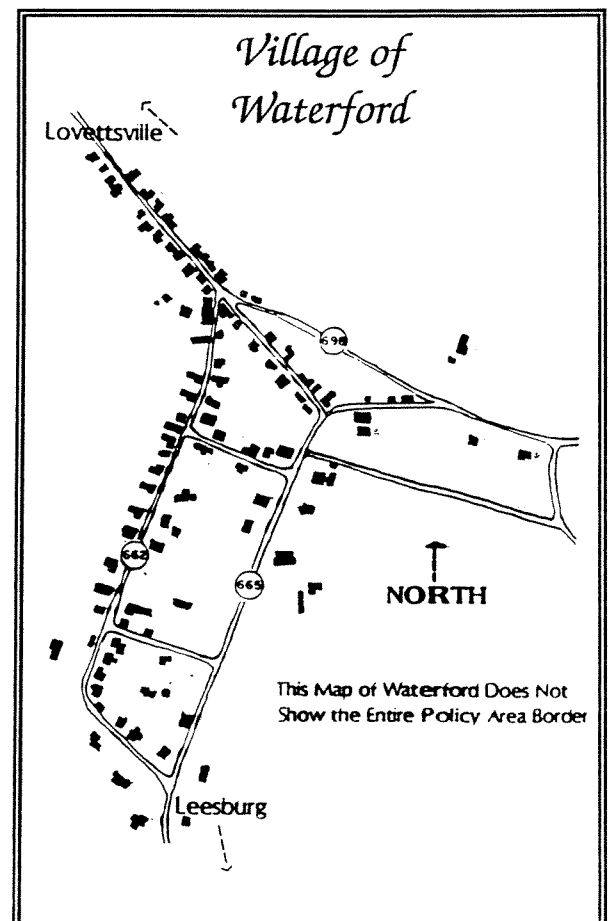 Village of
Waterford
Lovettsville
698
662
665
NORTH
This Map of Waterford Does Not
Show the Entire Policy Area Border
Leesburg